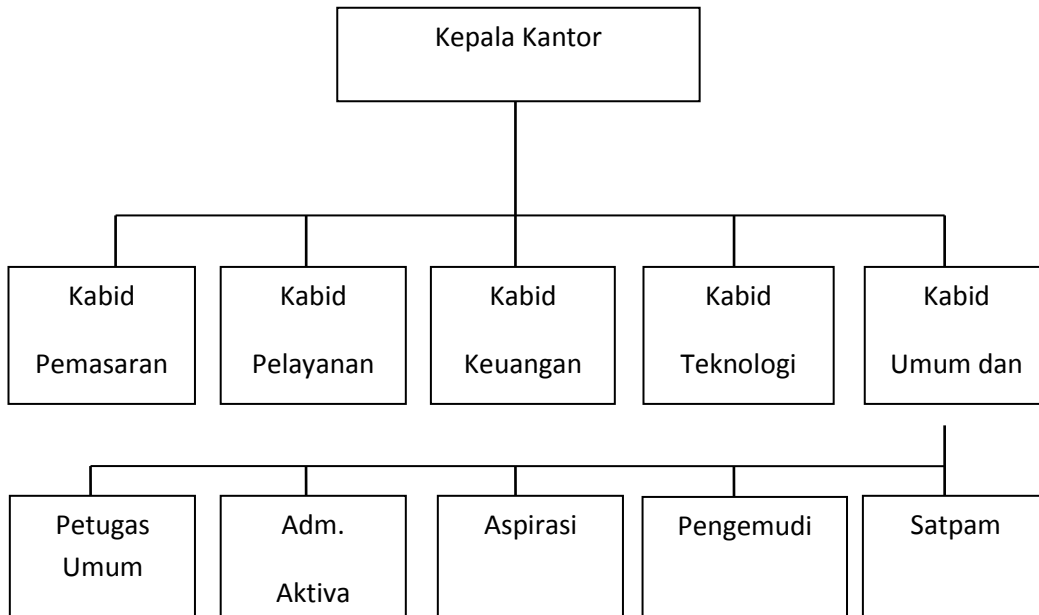 Kepala Kantor
Kabid
Pemasaran
Kabid
Pelayanan
Kabid
Keuangan
Kabid
Teknologi
Kabid
Umum dan
Petugas
Umum
Adm.
Aktiva
Aspirasi
Pengemudi
Satpam